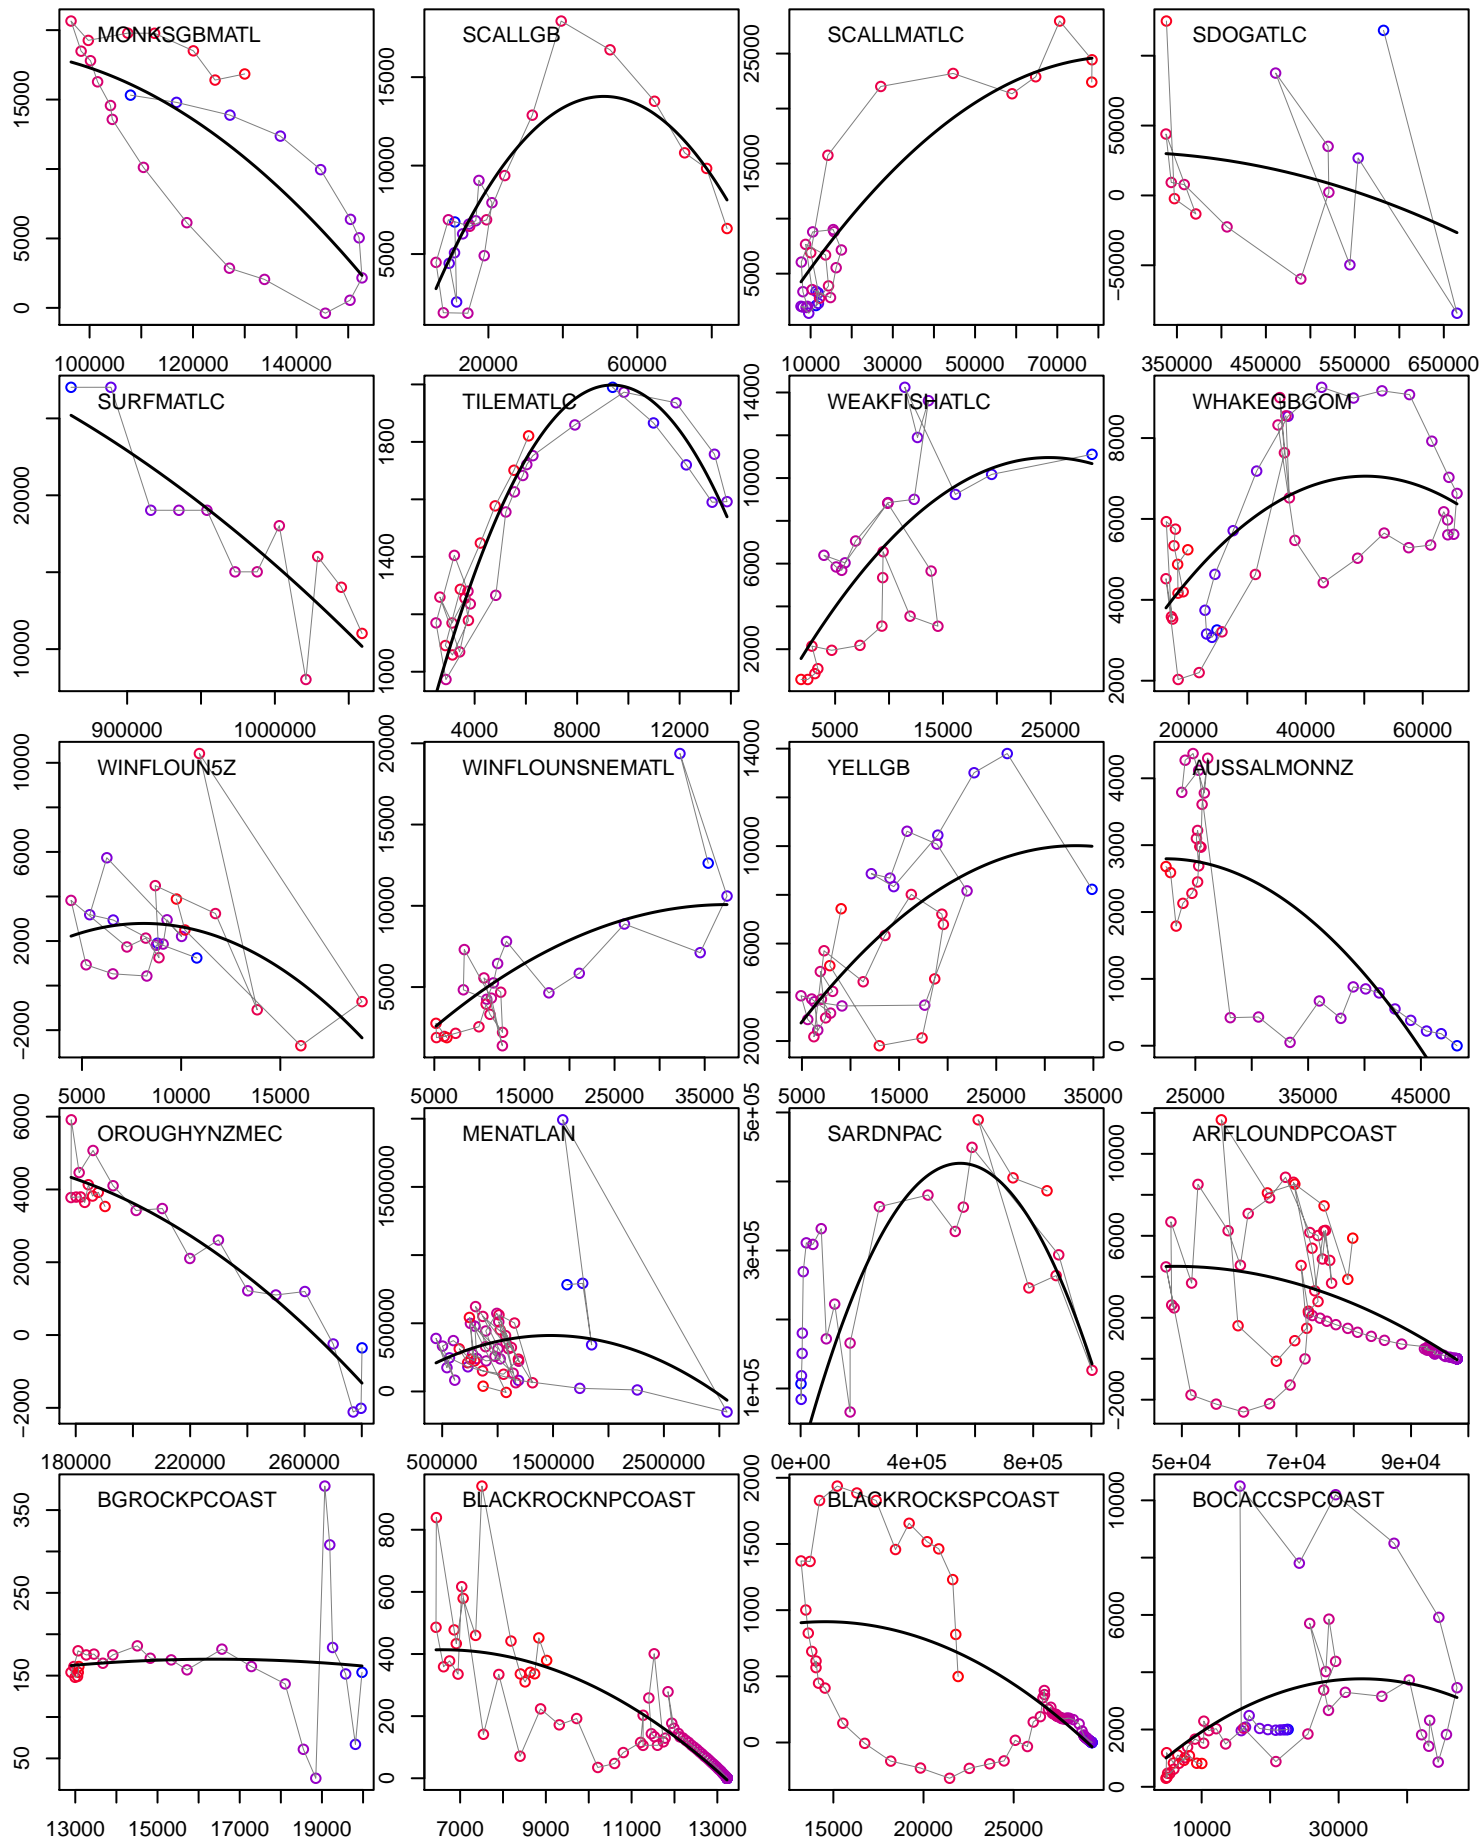 MONKSGBMATL SCALLGB SCALLMATLC SDOGATLC
0 5000 15000
5000 10000 15000
5000 15000 25000
−50000 0 50000
100000 120000 140000
20000 60000
10000 30000 50000 70000
350000 450000 550000 650000
SURFMATLC TILEMATLC WEAKFISHATLC WHAKEGBGOM
10000 20000
1000 1400 1800
2000 6000 10000 14000
2000 4000 6000 8000
900000 1000000
4000 8000 12000
5000 15000 25000
20000 40000 60000
WINFLOUN5Z WINFLOUNSNEMATL YELLGB AUSSALMONNZ
−2000 2000 6000 10000
5000 10000 15000 20000
2000 6000 10000 14000
0 1000 2000 3000 4000
5000 10000 15000
5000 15000 25000 35000
5000 15000 25000 35000
25000 35000 45000
OROUGHYNZMEC MENATLAN SARDNPAC ARFLOUNDPCOAST
−2000 0 2000 4000 6000
0 500000 1500000
1e+05 3e+05 5e+05
−2000 2000 6000 10000
180000 220000 260000
5000000 15000000 25000000
0e+00 4e+05 8e+05
5e+04 7e+04 9e+04
BGROCKPCOAST BLACKROCKNPCOAST BLACKROCKSPCOAST BOCACCSPCOAST
50 150 250 350
0 200 400 600 800
0 500 1000 1500 2000
0 2000 6000 10000
13000 15000 17000 19000
7000 9000 11000 13000
15000 20000 25000
10000 30000